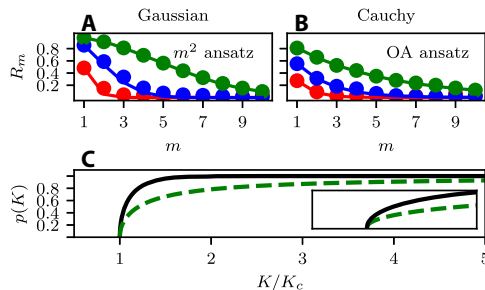 Gaussian Cauchy
A B
m² ansatz OA ansatz
R_m
0.8
0.6
0.4
0.2
1 3 5 7 9 1 3 5 7 9
m m
C
p(K)
0.8
0.6
0.4
0.2
1 2 3 4 5
K/K_c